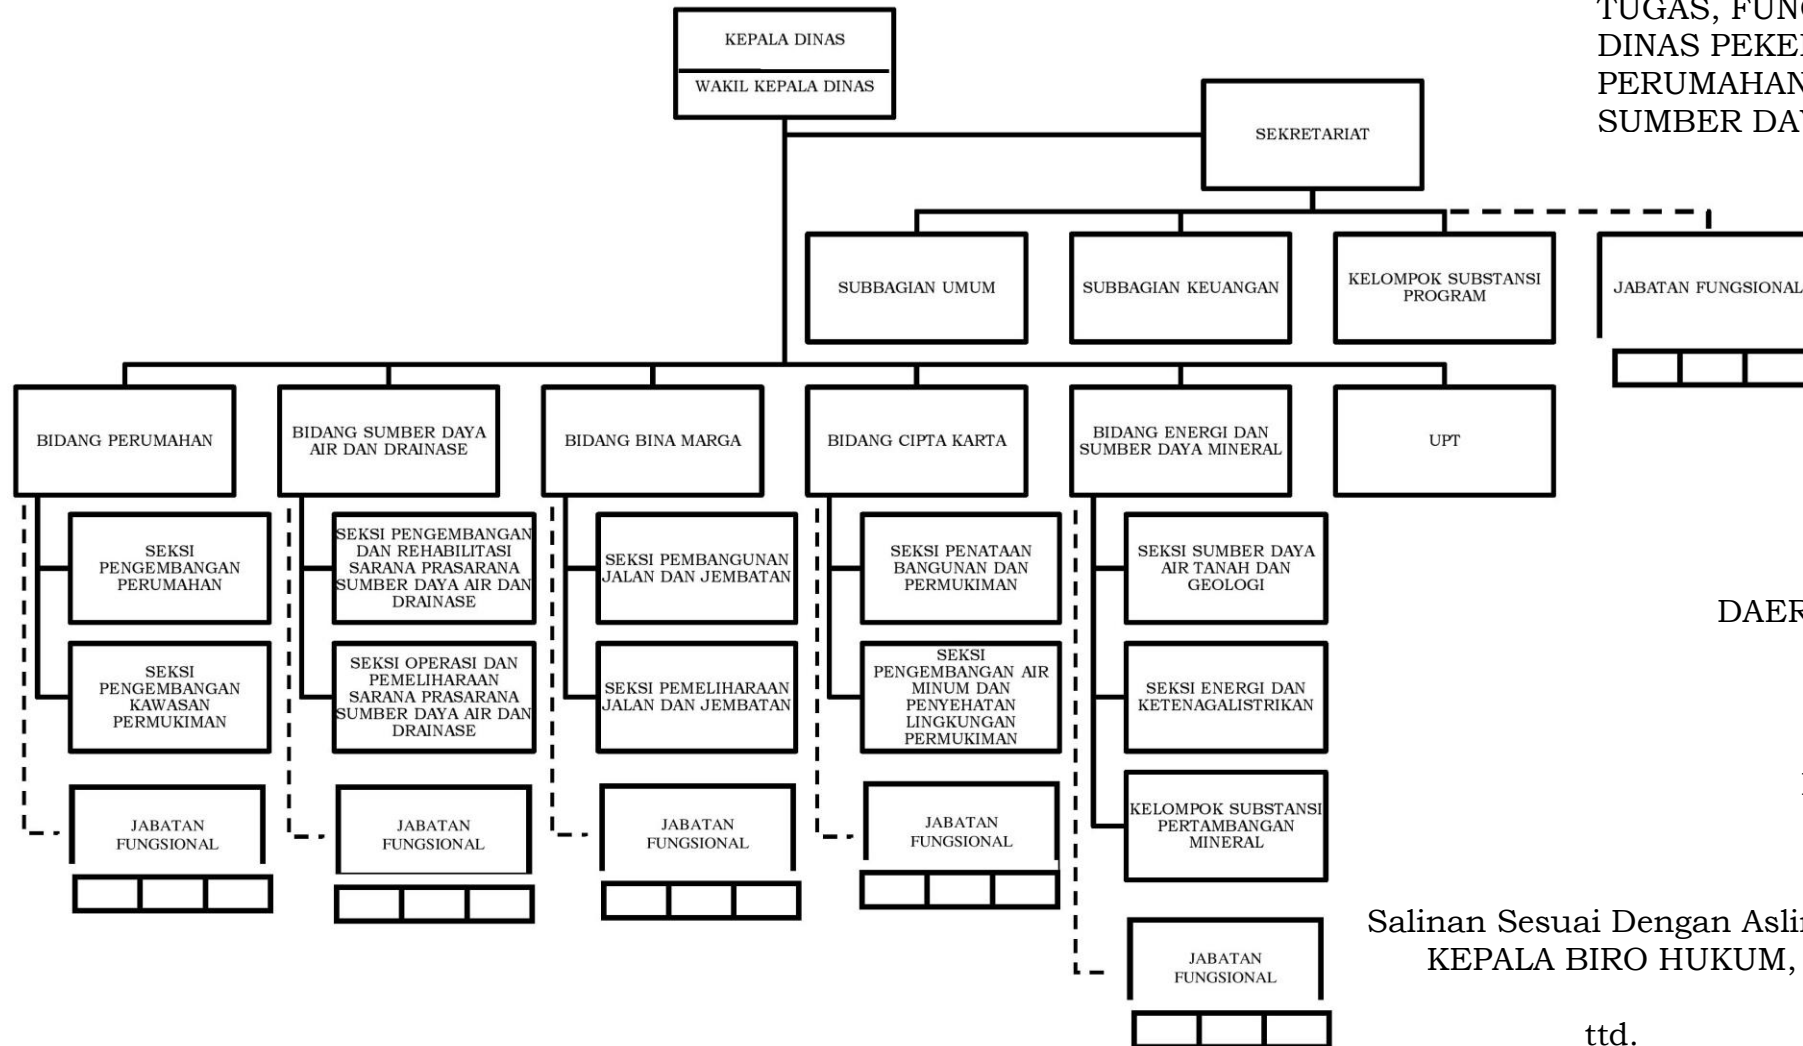 TUGAS,
DINAS
PERUMAHAN
SUMBER
KEPALA DINAS
WAKIL KEPALA DINAS
SEKRETARIAT
SUBBAGIAN UMUM
SUBBAGIAN KEUANGAN
KELOMPOK SUBSTANSI
PROGRAM
JABATAN FUNGSIONAL
BIDANG PERUMAHAN
BIDANG SUMBER DAYA
AIR DAN DRAINASE
BIDANG BINA MARGA
BIDANG CIPTA KARTA
BIDANG ENERGI DAN
SUMBER DAYA MINERAL
UPT
SEKSI
PENGEMBANGAN
PERUMAHAN
SEKSI
PENGEMBANGAN
KAWASAN
PERMUKIMAN
JABATAN
FUNGSIONAL
SEKSI PENGEMBANGAN
DAN REHABILITASI
SARANA PRASARANA
SUMBER DAYA AIR DAN
DRAINASE
SEKSI OPERASI DAN
PEMELIHARAAN
SARANA PRASARANA
SUMBER DAYA AIR DAN
DRAINASE
JABATAN
FUNGSIONAL
SEKSI PEMBANGUNAN
JALAN DAN JEMBATAN
SEKSI PEMELIHARAAN
JALAN DAN JEMBATAN
JABATAN
FUNGSIONAL
SEKSI PENATAAN
BANGUNAN DAN
PERMUKIMAN
SEKSI
PENGEMBANGAN AIR
MINUM DAN
PENYEHATAN
LINGKUNGAN
PERMUKIMAN
JABATAN
FUNGSIONAL
SEKSI SUMBER DAYA
AIR TANAH DAN
GEOLOGI
SEKSI ENERGI DAN
KETENAGALISTRIKAN
KELOMPOK SUBSTANSI
PERTAMBANGAN
MINERAL
JABATAN
FUNGSIONAL
Salinan Sesuai Dengan
KEPALA BIRO HUKUM,
ttd.